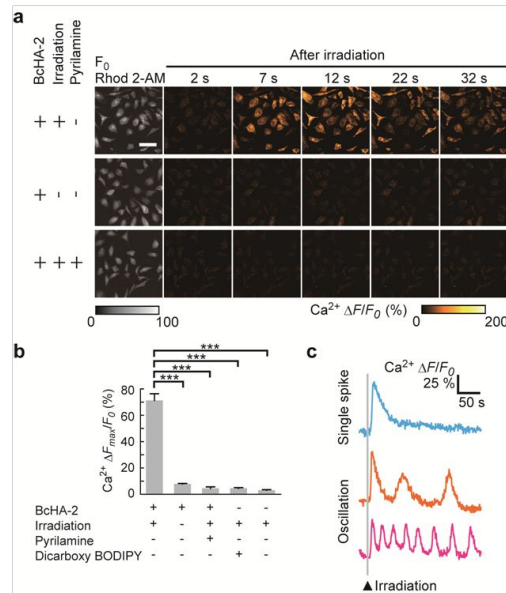 a
BcHA-2
Irradiation
Pyrilamine
F0
Rhod 2-AM
After irradiation
2 s 7 s 12 s 22 s 32 s
+ + -
+ - -
+ + +
0 100
Ca2+ ΔF/F0 (%)
0 200
b
***
***
***
***
Ca2+ ΔFmax/F0 (%)
80
60
40
20
0
BcHA-2 + + + - -
Irradiation + - + + +
Pyrilamine - - + - -
Dicarboxy BODIPY - - - + -
c
Ca2+ ΔF/F0
25 %
50 s
Single spike
Oscillation
▲ Irradiation